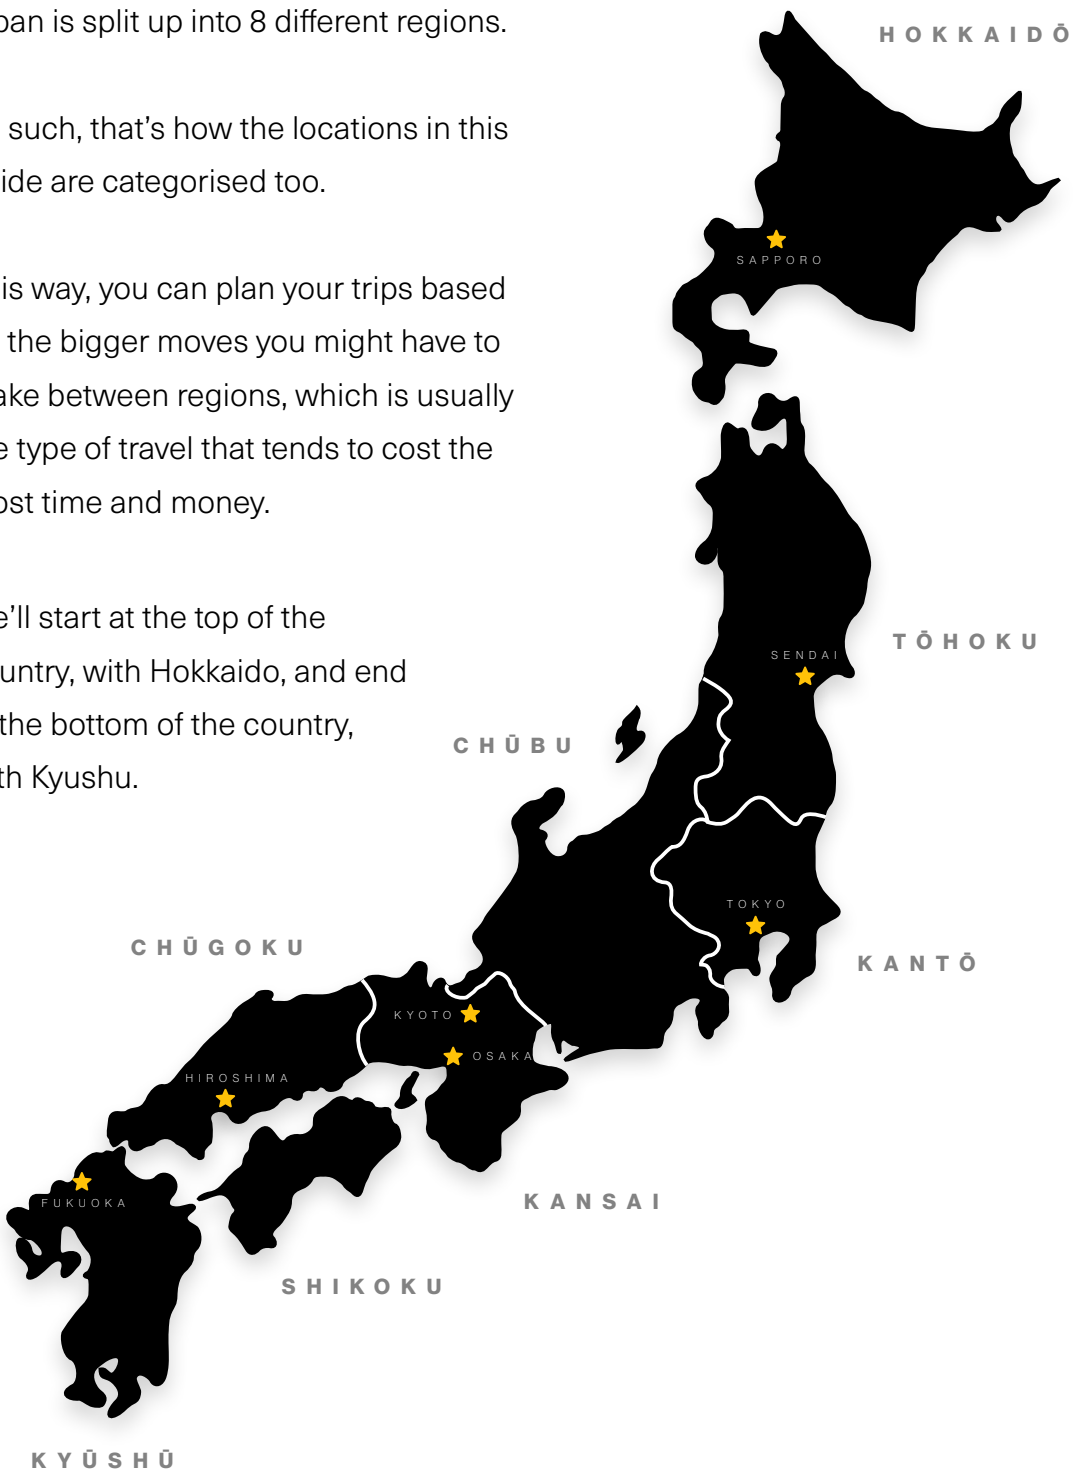 pan is split up into 8 different regions.
such, that's how the locations in this
ide are categorised too.
is way, you can plan your trips based
the bigger moves you might have to
ake between regions, which is usually
e type of travel that tends to cost the
ost time and money.
e'll start at the top of the
untry, with Hokkaido, and end
the bottom of the country,
th Kyushu.
HOKKAIDŌ
SAPPORO
TŌHOKU
SENDAI
CHŪBU
TOKYO
KANTŌ
CHŪGOKU
KYOTO
OSAKA
HIROSHIMA
FUKUOKA
KANSAI
SHIKOKU
KYŪSHŪ